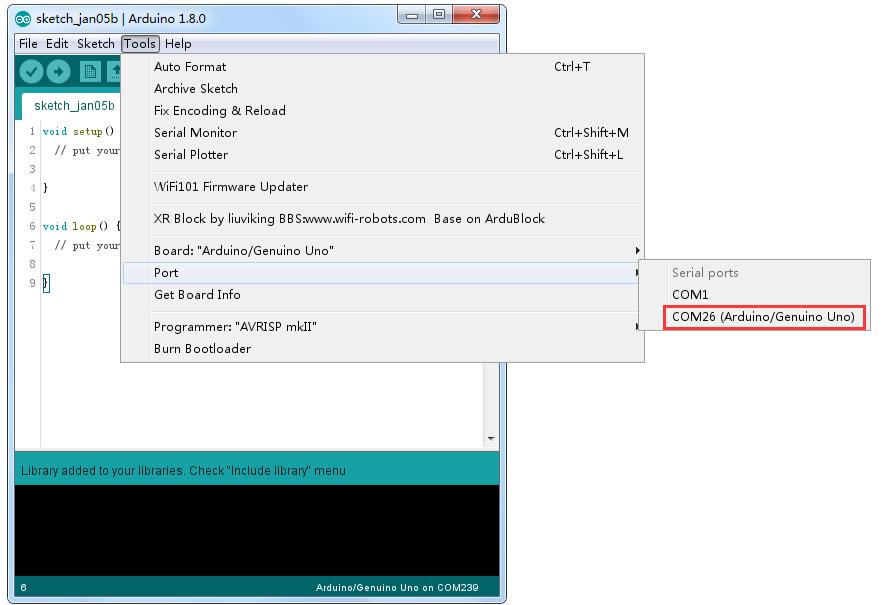 sketch_jan05b | Arduino 1.8.0
File Edit Sketch Tools Help
Auto Format Ctrl+T
Archive Sketch
Fix Encoding & Reload
Serial Monitor Ctrl+Shift+M
Serial Plotter Ctrl+Shift+L
WiFi101 Firmware Updater
XR Block by liuviking BBS:www.wifi-robots.com Base on ArduBlock
Board: "Arduino/Genuino Uno"
Port
Get Board Info
Programmer: "AVRISP mkII"
Burn Bootloader
Serial ports
COM1
COM26 (Arduino/Genuino Uno)
sketch_jan05b
1 void setup()
2 // put your
3
4 }
5
6 void loop() {
7 // put your
8
9 }
Library added to your libraries. Check "Include library" menu
6 Arduino/Genuino Uno on COM239